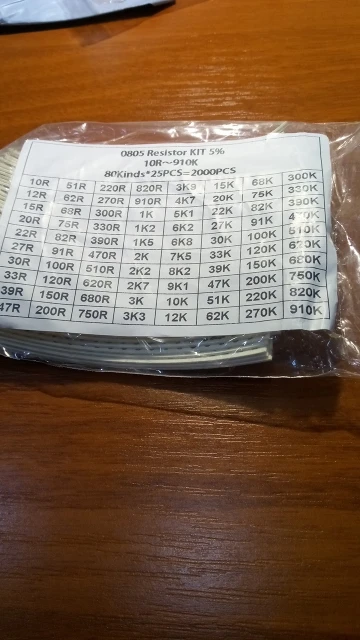 0805 Resistor KIT 5%
10R~910K
80Kinds*25PCS=2000PCS
10R 51R 220R 820R 3K9 15K 68K 300K
12R 62R 270R 910R 4K7 20K 75K 330K
15R 68R 300R 1K 5K1 22K 82K 390K
20R 75R 330R 1K2 6K2 27K 91K 470K
22R 82R 390R 1K5 6K8 30K 100K 510K
27R 91R 470R 2K 7K5 33K 120K 620K
30R 100R 510R 2K2 8K2 39K 150K 680K
33R 120R 620R 2K7 9K1 47K 200K 750K
39R 150R 680R 3K 10K 51K 220K 820K
47R 200R 750R 3K3 12K 62K 270K 910K